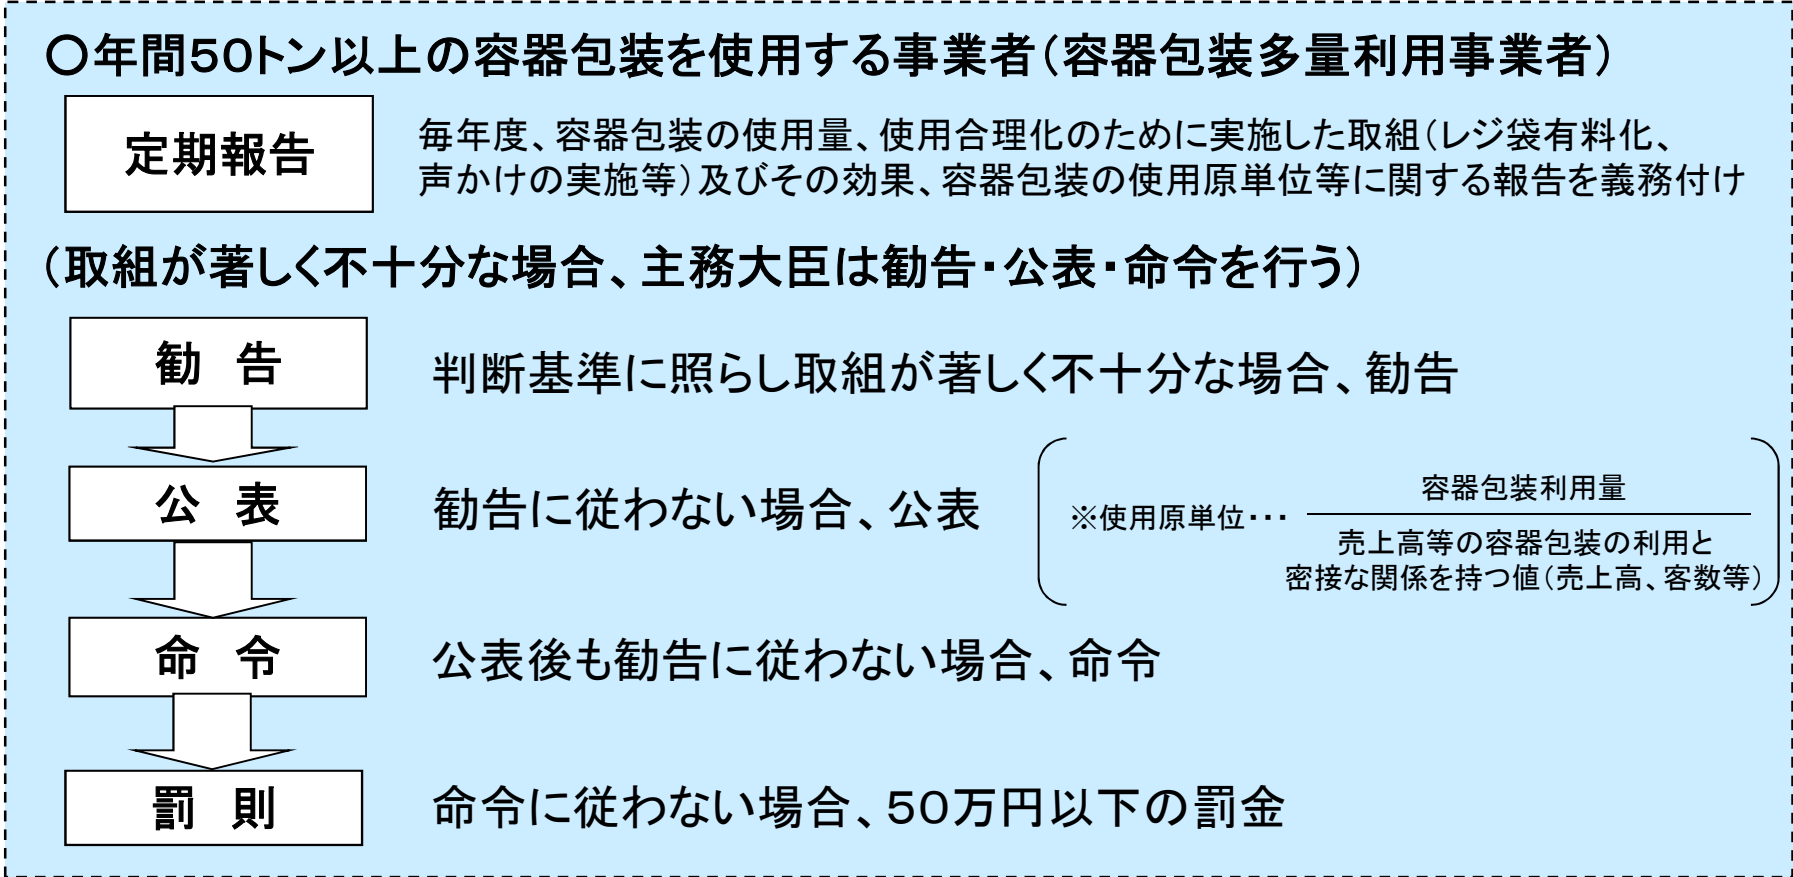 〇年間50トン以上の容器包装を使用する事業者（容器包装多量利用事業者）
定期報告
毎年度、容器包装の使用量、使用合理化のために実施した取組（レジ袋有料化、
声かけの実施等）及びその効果、容器包装の使用原単位等に関する報告を義務付け
（取組が著しく不十分な場合、主務大臣は勧告・公表・命令を行う）
勧　告
判断基準に照らし取組が著しく不十分な場合、勧告
公　表
勧告に従わない場合、公表
※使用原単位・・・
容器包装利用量
売上高等の容器包装の利用と
密接な関係を持つ値（売上高、客数等）
命　令
公表後も勧告に従わない場合、命令
罰　則
命令に従わない場合、50万円以下の罰金